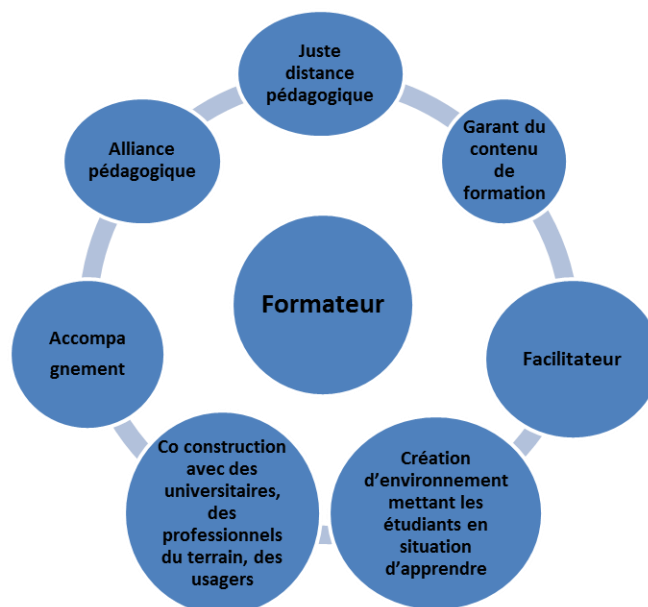 Juste
distance
pédagogique
Garant du
contenu
de
formation
Facilitateur
Création
d’environnement
mettant les
étudiants en
situation
d’apprendre
Co construction
avec des
universitaires,
des
professionnels
du terrain, des
usagers
Accompa
gnement
Alliance
pédagogique
Formateur